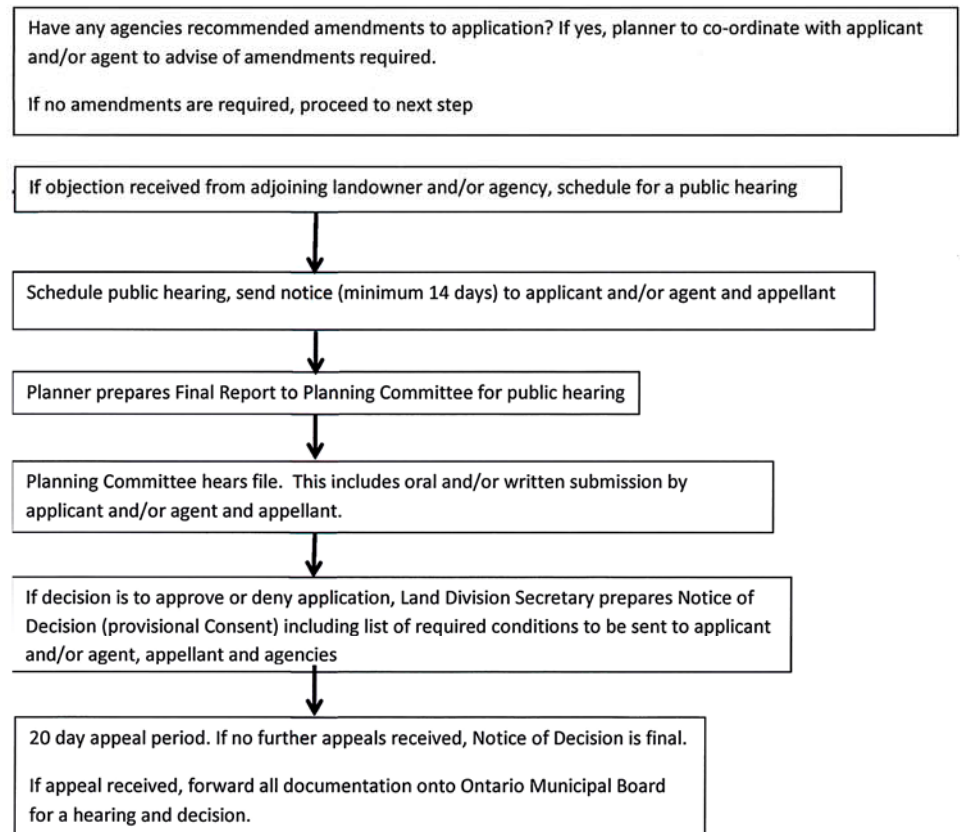 Have any agencies recommended amendments to application? If yes, planner to co-ordinate with applicant
and/or agent to advise of amendments required.
If no amendments are required, proceed to next step
If objection received from adjoining landowner and/or agency, schedule for a public hearing
Schedule public hearing, send notice (minimum 14 days) to applicant and/or agent and appellant
Planner prepares Final Report to Planning Committee for public hearing
Planning Committee hears file. This includes oral and/or written submission by
applicant and/or agent and appellant.
If decision is to approve or deny application, Land Division Secretary prepares Notice of
Decision (provisional Consent) including list of required conditions to be sent to applicant
and/or agent, appellant and agencies
20 day appeal period. If no further appeals received, Notice of Decision is final.
If appeal received, forward all documentation onto Ontario Municipal Board
for a hearing and decision.